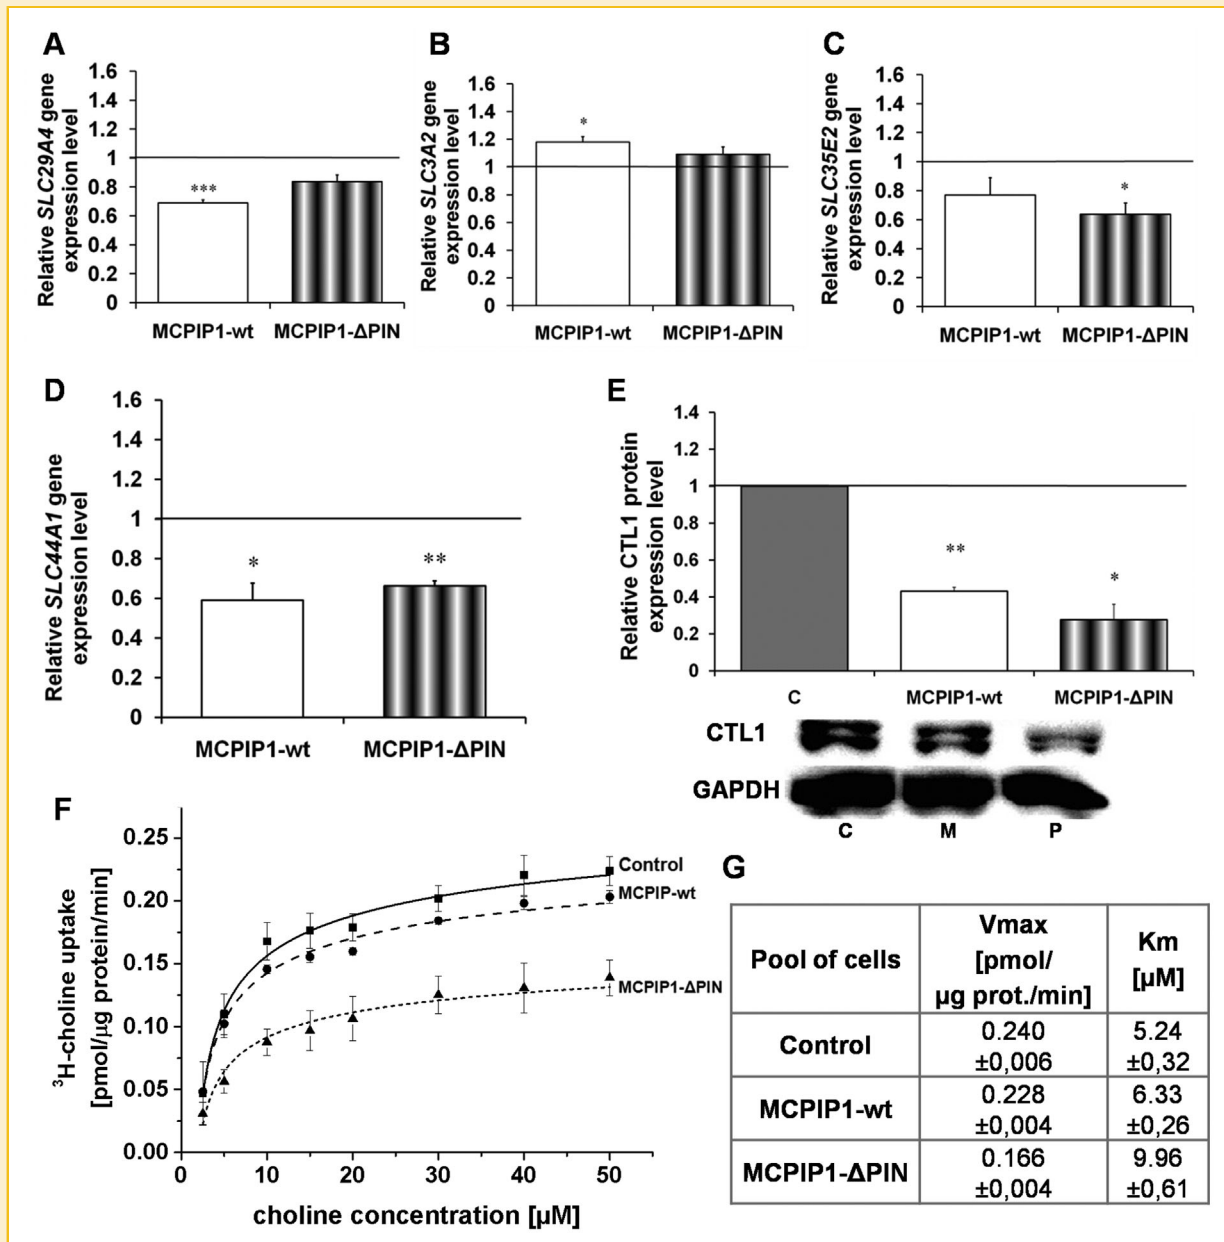 A
Relative SLC29A4 gene
expression level
1.6
1.4
1.2
1
0.8
0.6
0.4
0.2
0
***
MCPIP1-wt
MCPIP1-ΔPIN
B
Relative SLC3A2 gene
expression level
1.6
1.4
1.2
1
0.8
0.6
0.4
0.2
0
*
MCPIP1-wt
MCPIP1-ΔPIN
C
Relative SLC35E2 gene
expression level
1.6
1.4
1.2
1
0.8
0.6
0.4
0.2
0
*
MCPIP1-wt
MCPIP1-ΔPIN
D
Relative SLC44A1 gene
expression level
1.6
1.4
1.2
1
0.8
0.6
0.4
0.2
0
*
**
MCPIP1-wt
MCPIP1-ΔPIN
E
Relative CTL1 protein
expression level
1.4
1.2
1
0.8
0.6
0.4
0.2
0
**
*
C
MCPIP1-wt
MCPIP1-ΔPIN
CTL1
GAPDH
C
M
P
F
³H-choline uptake
[pmol/µg protein/min]
0.25
0.20
0.15
0.10
0.05
0.00
0
10
20
30
40
50
choline concentration [µM]
Control
MCPIP-wt
MCPIP1-ΔPIN
G
Pool of cells
Vmax
[pmol/
µg prot./min]
Km
[µM]
Control
0.240
±0,006
5.24
±0,32
MCPIP1-wt
0.228
±0,004
6.33
±0,26
MCPIP1-ΔPIN
0.166
±0,004
9.96
±0,61